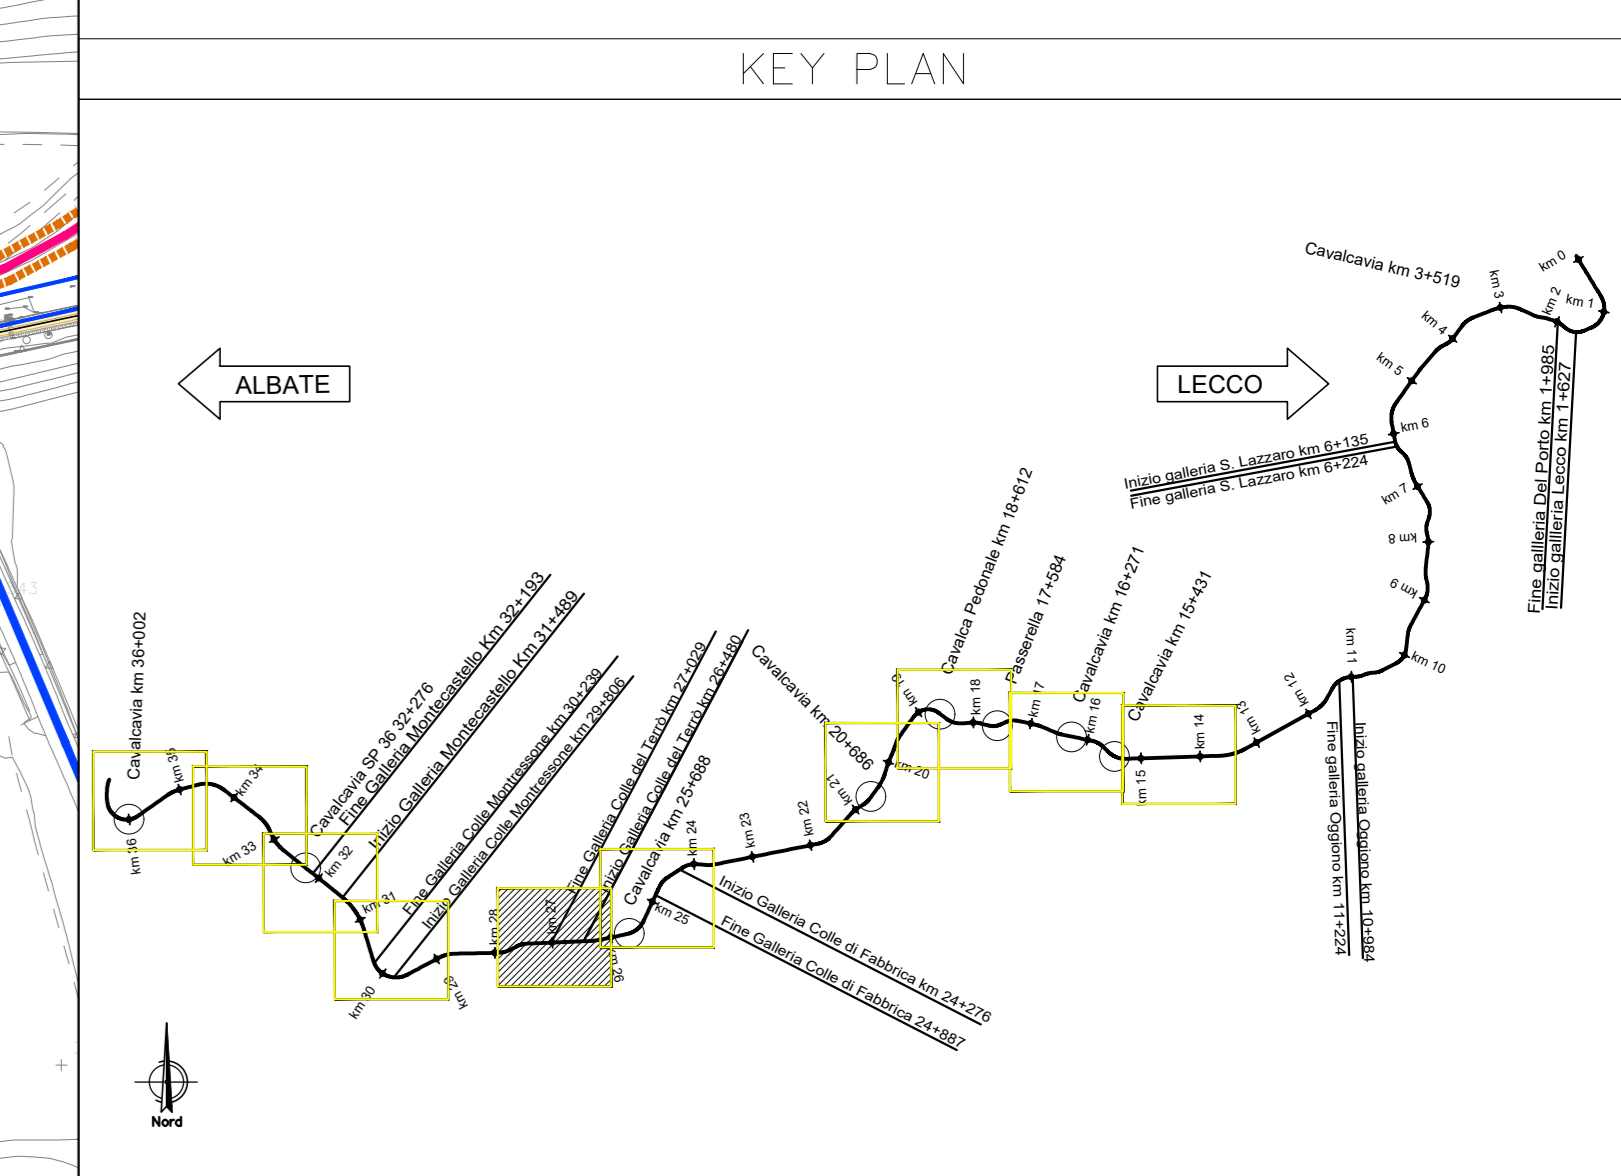 KEY PLAN
ALBATE
LECCO
Cavalcavia km 3+519
km 0
km 1
km 2
km 3
km 4
km 5
km 6
km 7
km 8
km 9
km 10
km 11
km 12
km 13
km 14
km 15
km 16
km 17
km 18
km 19
km 20
km 21
km 22
km 23
km 24
km 25
km 26
km 27
km 28
km 29
km 30
km 31
km 32
km 33
km 34
km 35
km 36
Fine gallleria Del Porto km 1+985
Inizio gallleria Lecco km 1+627
Inizio galleria S. Lazzaro km 6+135
Fine galleria S. Lazzaro km 6+224
Inizio galleria Oggiono km 10+984
Fine galleria Oggiono km 11+224
Cavalcavia km 15+431
Cavalcavia km 16+271
Passerella 17+584
Cavalca Pedonale km 18+612
Cavalcavia km 20+686
Inizio Galleria Colle di Fabbrica km 24+276
Fine Galleria Colle di Fabbrica 24+887
Cavalcavia km 25+688
Inizio Galleria Colle del Terrò km 26+480
Fine Galleria Colle del Terrò km 27+029
Inizio Galleria Colle Montressone km 29+806
Fine Galleria Colle Montressone km 30+239
Inizio Galleria Montecastello Km 31+489
Fine Galleria Montecastello Km 32+193
Cavalcavia SP 36 32+276
Cavalcavia km 36+002
Nord